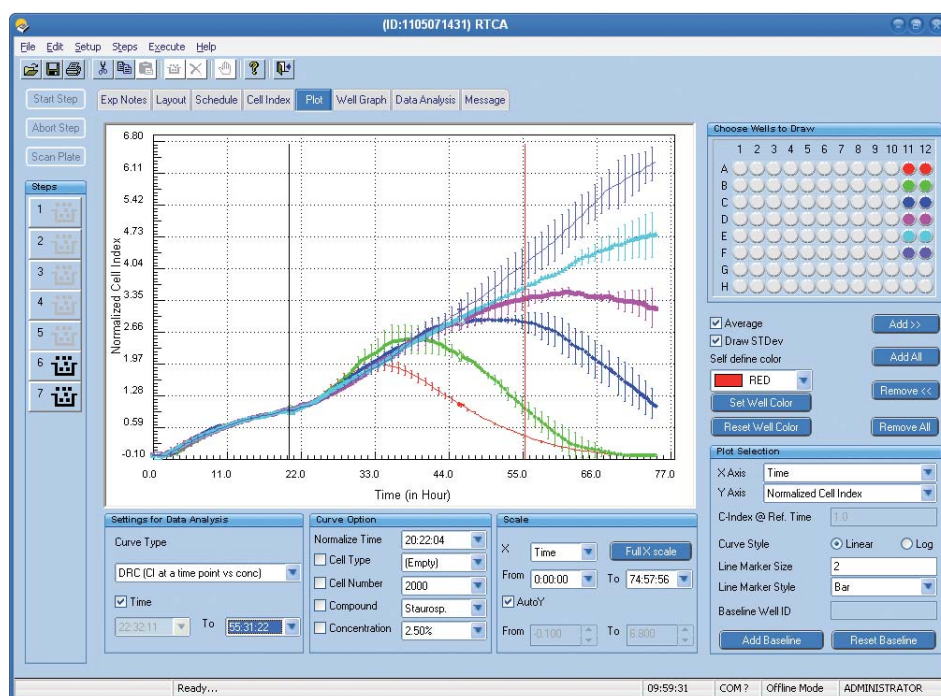 (ID:1105071431) RTCA
File Edit Setup Steps Execute Help
Start Step
Abort Step
Scan Plate
Steps
1
2
3
4
5
6
7
Exp Notes Layout Schedule Cell Index Plot Well Graph Data Analysis Message
Normalized Cell Index
6.80
6.11
5.42
4.73
4.04
3.35
2.66
1.97
1.28
0.59
-0.10
0.0 11.0 22.0 33.0 44.0 55.0 66.0 77.0
Time (in Hour)
Choose Wells to Draw
1 2 3 4 5 6 7 8 9 10 11 12
A
B
C
D
E
F
G
H
Average
Draw STDev
Self define color
RED
Set Well Color
Reset Well Color
Add >>
Add All
Remove <<
Remove All
Plot Selection
X Axis Time
Y Axis Normalized Cell Index
C-Index @ Ref. Time 1.0
Curve Style Linear Log
Line Marker Size 2
Line Marker Style Bar
Baseline Well ID
Add Baseline Reset Baseline
Settings for Data Analysis
Curve Type
DRC (CI at a time point vs conc)
Time
22:32:11 To 55:31:22
Curve Option
Normalize Time 20:22:04
Cell Type (Empty)
Cell Number 2000
Compound Staurosp.
Concentration 2.50%
Scale
X Time Full X scale
From 0:00:00 To 74:57:56
AutoY
From -0.100 To 6.800
Ready... 09:59:31 COM ? Offline Mode ADMINISTRATOR